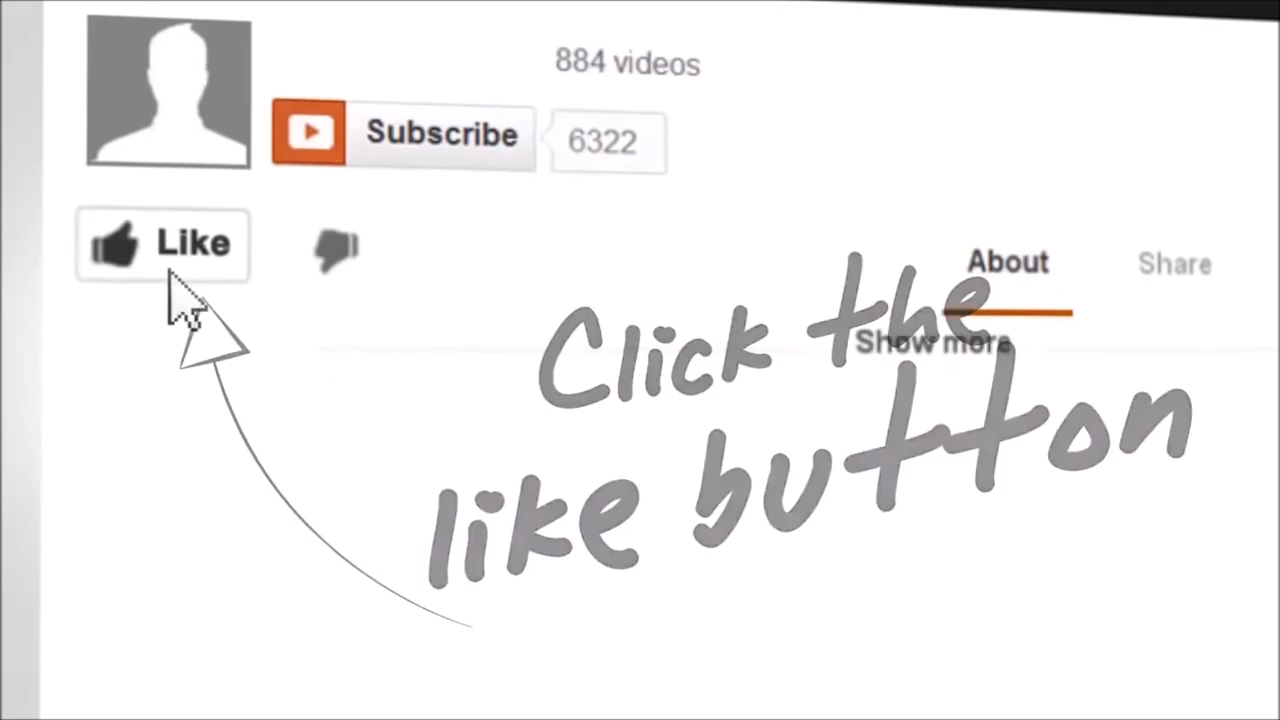 884 videos
Subscribe 6322
Like
About Share
Show more
Click the
like button